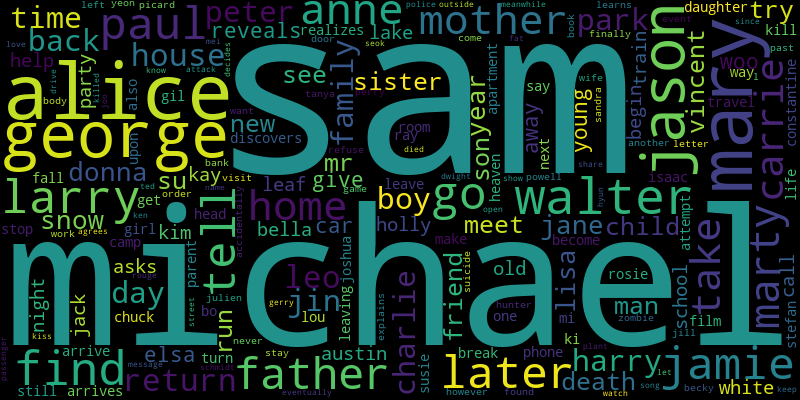 time
left
yeon
picard
paul
peter
anne
mother
police
outside
meanwhile
book
park
learns
daughter
try
since
kill
back
reveals
realizes
lake
door
come
finally
event
past
love
mei
house
help
party
killed
see
sister
family
fat
apartment
say
wife
young
sandra
train
begin
way
woo
vincent
jason
mary
alice
sam
body
know
attack
seok
gil
also
new
decides
tanya
george
discovers
room
ray
away
next
travel
carrie
constantine
drive
upon
donna
bank
want
refuse
died
son
year
another
letter
larry
su
kay
visit
mr
leaf
give
leave
game
heaven
dwight
show
powell
share
isaac
life
fall
ted
order
get
tell
home
boy
go
walter
snow
name
head
open
hyun
stop
work
agrees
ken
girl
kim
accidentally
bella
car
holly
meet
jane
child
attempt
marty
camp
parent
asks
bo
make
become
michael
leo
joshua
friend
old
lisa
rosie
school
take
call
stefan
night
jack
day
rouge
julien
jin
charlie
suicide
hunter
one
mi
man
film
kiss
chuck
street
run
gerry
lou
leaving
explains
zombie
jill
passenger
arrive
elsa
never
turn
stay
austin
susie
break
phone
ki
harry
plant
let
jamie
find
message
father
later
death
white
still
arrives
return
schmidt
eventually
however
found
watch
song
becky
keep